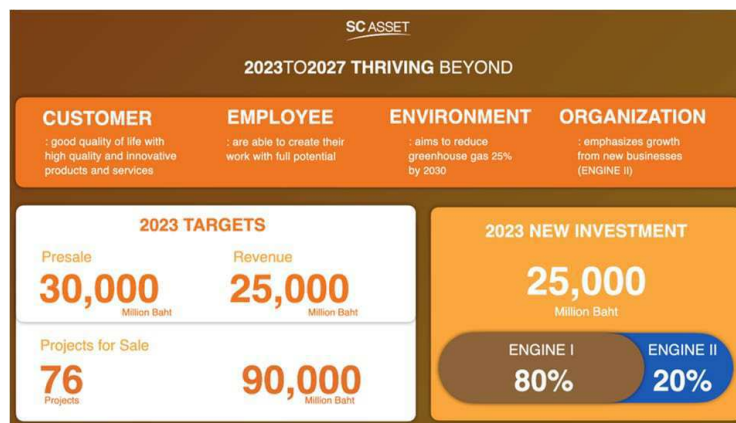 SC ASSET
2023TO2027 THRIVING BEYOND
CUSTOMER
: good quality of life with
high quality and innovative
products and services
EMPLOYEE
: are able to create their
work with full potential
ENVIRONMENT
: aims to reduce
greenhouse gas 25%
by 2030
ORGANIZATION
: emphasizes growth
from new businesses
(ENGINE II)
2023 TARGETS
Presale
30,000
Million Baht
Revenue
25,000
Million Baht
Projects for Sale
76
Projects
90,000
Million Baht
2023 NEW INVESTMENT
25,000
Million Baht
ENGINE I
80%
ENGINE II
20%